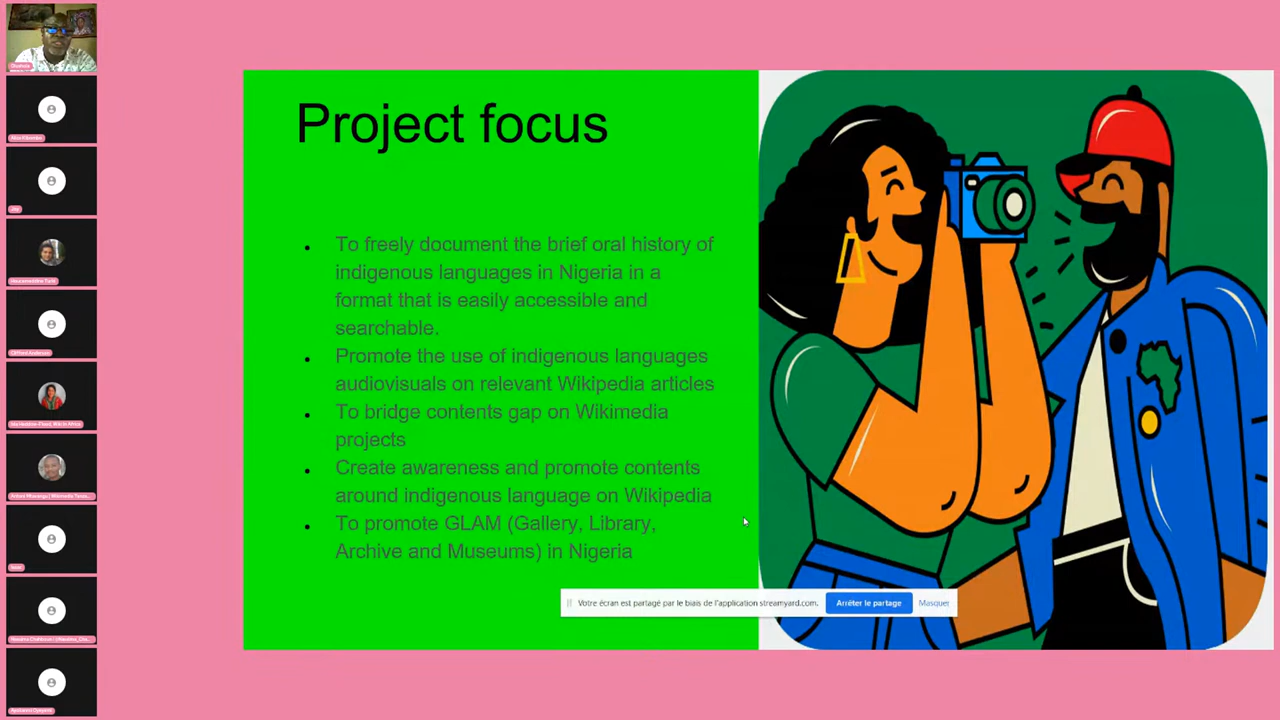 Project focus
To freely document the brief oral history of
indigenous languages in Nigeria in a
format that is easily accessible and
searchable.
Promote the use of indigenous languages
audiovisuals on relevant Wikipedia articles
To bridge contents gap on Wikimedia
projects
Create awareness and promote contents
around indigenous language on Wikipedia
To promote GLAM (Gallery, Library,
Archive and Museums) in Nigeria
Votre écran est partagé par le biais de l'application streamyard.com.
Arrêter le partage
Masquer